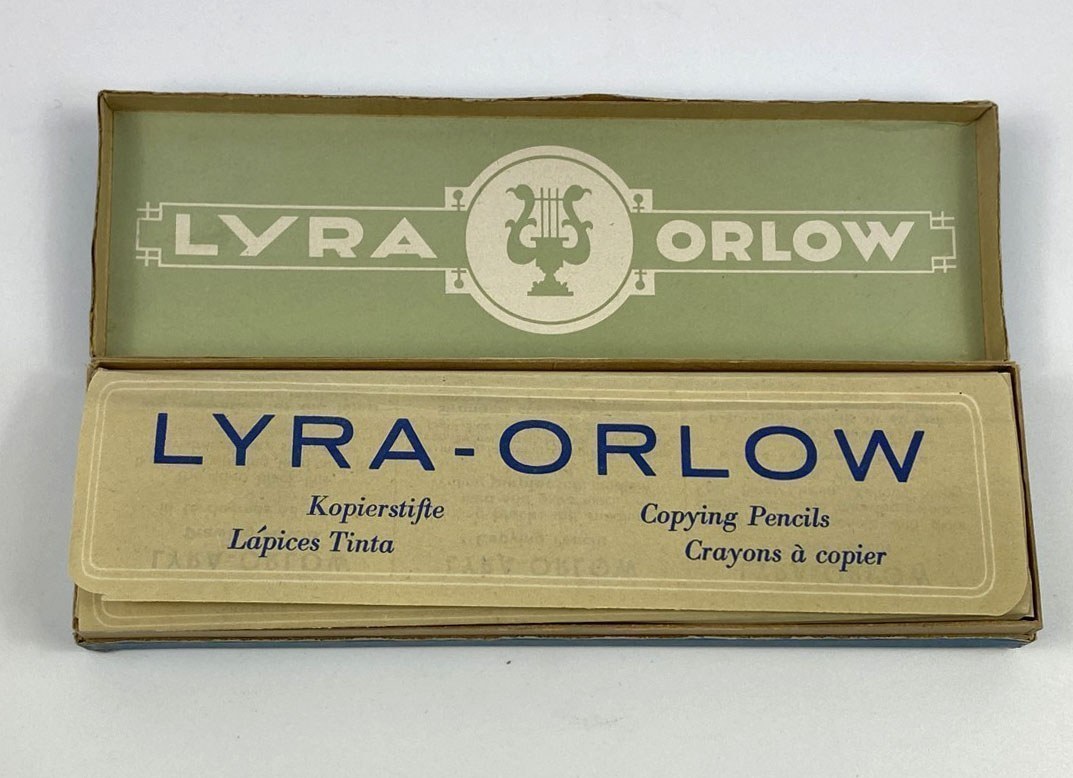 LYRA ORLOW
LYRA-ORLOW
Kopierstifte
Copying Pencils
Lápices Tinta
Crayons à copier